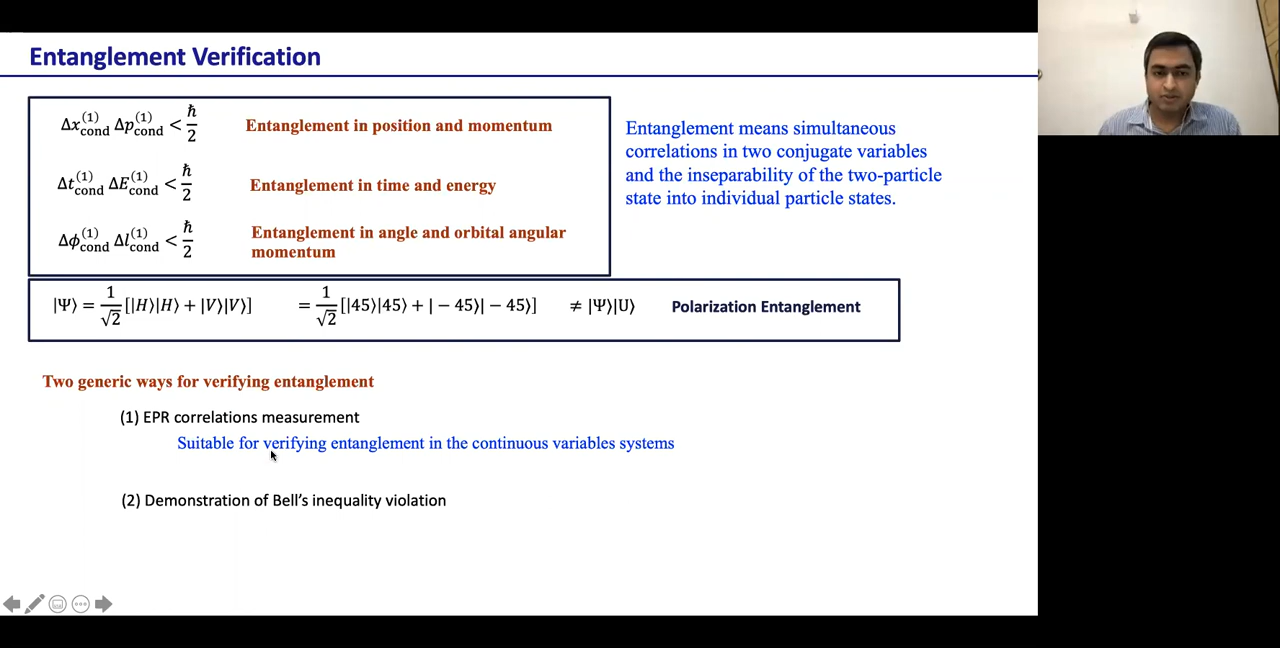 Entanglement Verification
Δx_cond^(1) Δp_cond^(1) < ħ/2 Entanglement in position and momentum
Δt_cond^(1) ΔE_cond^(1) < ħ/2 Entanglement in time and energy
Δϕ_cond^(1) Δl_cond^(1) < ħ/2 Entanglement in angle and orbital angular
momentum
Entanglement means simultaneous
correlations in two conjugate variables
and the inseparability of the two-particle
state into individual particle states.
|Ψ⟩ = 1/√2 [|H⟩|H⟩ + |V⟩|V⟩] = 1/√2 [|45⟩|45⟩ + | − 45⟩| − 45⟩] ≠ |Ψ⟩|U⟩ Polarization Entanglement
Two generic ways for verifying entanglement
(1) EPR correlations measurement
Suitable for verifying entanglement in the continuous variables systems
(2) Demonstration of Bell’s inequality violation